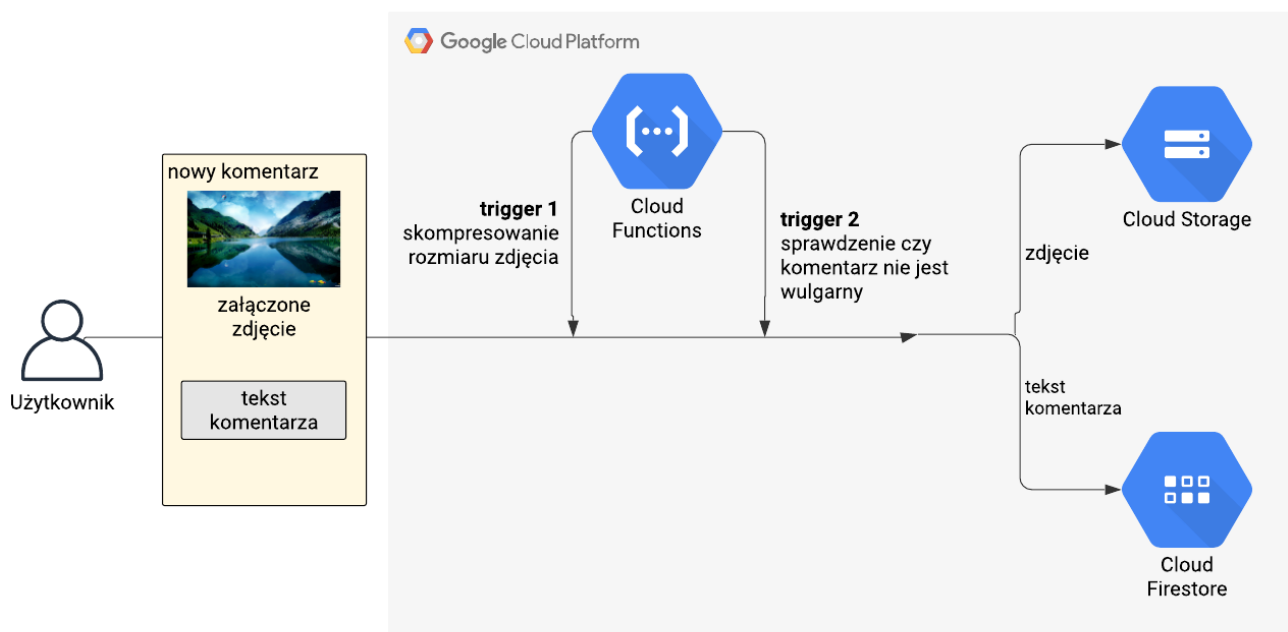 Google Cloud Platform
nowy komentarz
załączone
zdjęcie
tekst
komentarza
Użytkownik
trigger 1
skompresowanie
rozmiaru zdjęcia
Cloud
Functions
trigger 2
sprawdzenie czy
komentarz nie jest
wulgarny
zdjęcie
Cloud Storage
tekst
komentarza
Cloud
Firestore